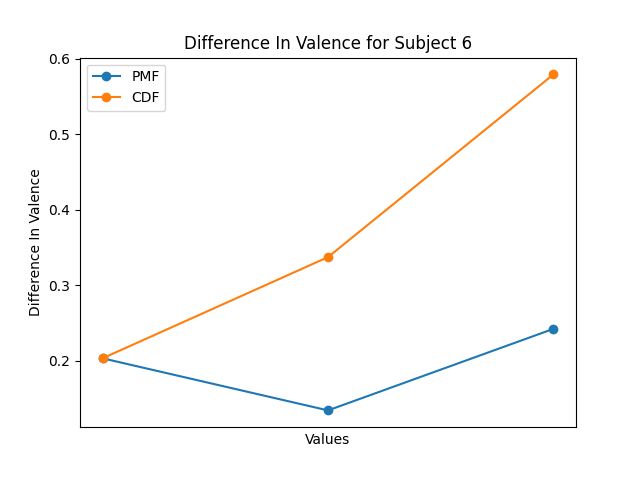 Difference In Valence for Subject 6
PMF
CDF
0.6
0.5
0.4
0.3
0.2
Difference In Valence
Values